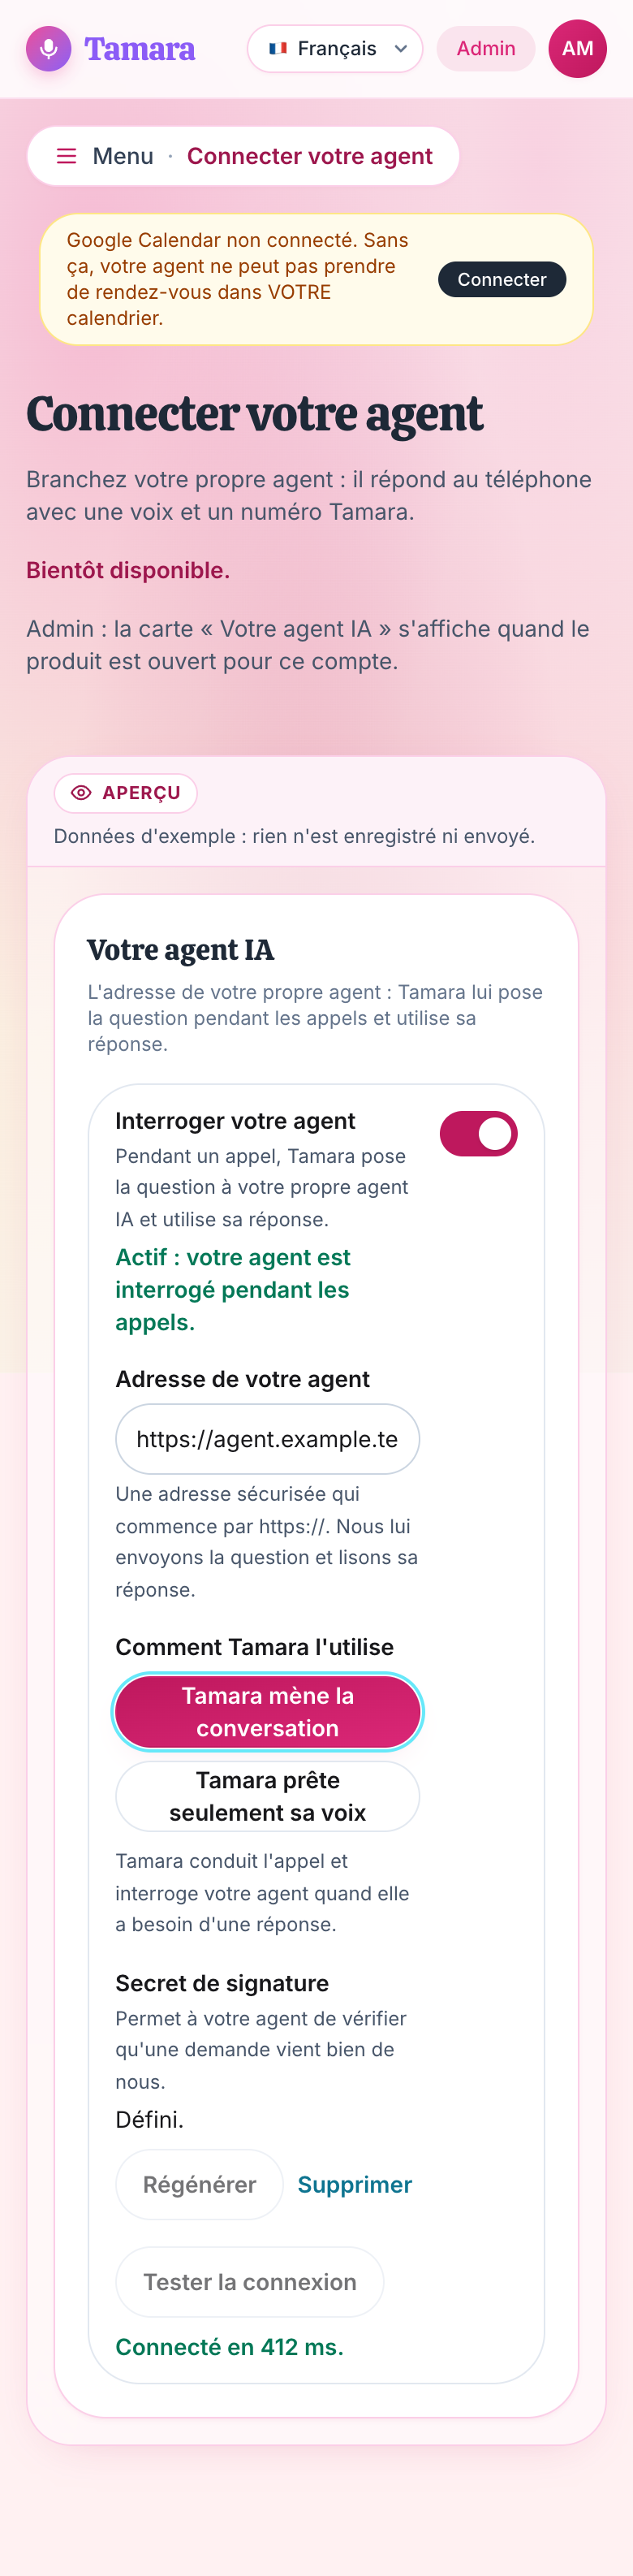 Tamara
Français
Admin
AM
Menu · Connecter votre agent
Google Calendar non connecté. Sans
ça, votre agent ne peut pas prendre
de rendez-vous dans VOTRE
calendrier.
Connecter
Connecter votre agent
Branchez votre propre agent : il répond au téléphone
avec une voix et un numéro Tamara.
Bientôt disponible.
Admin : la carte « Votre agent IA » s'affiche quand le
produit est ouvert pour ce compte.
APERÇU
Données d'exemple : rien n'est enregistré ni envoyé.
Votre agent IA
L'adresse de votre propre agent : Tamara lui pose
la question pendant les appels et utilise sa
réponse.
Interroger votre agent
Pendant un appel, Tamara pose
la question à votre propre agent
IA et utilise sa réponse.
Actif : votre agent est
interrogé pendant les
appels.
Adresse de votre agent
https://agent.example.te
Une adresse sécurisée qui
commence par https://. Nous lui
envoyons la question et lisons sa
réponse.
Comment Tamara l'utilise
Tamara mène la
conversation
Tamara prête
seulement sa voix
Tamara conduit l'appel et
interroge votre agent quand elle
a besoin d'une réponse.
Secret de signature
Permet à votre agent de vérifier
qu'une demande vient bien de
nous.
Défini.
Régénérer
Supprimer
Tester la connexion
Connecté en 412 ms.